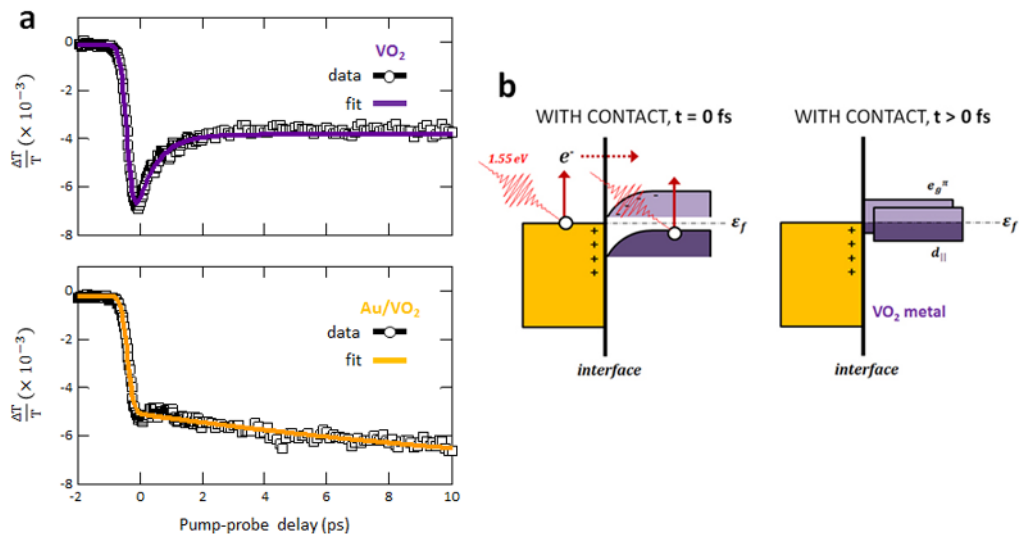 a
0
-2
-4
-6
-8
ΔT/T (× 10⁻³)
VO₂
data
fit
0
-2
-4
-6
-8
ΔT/T (× 10⁻³)
Au/VO₂
data
fit
-2 0 2 4 6 8 10
Pump-probe delay (ps)
b
WITH CONTACT, t = 0 fs
1.55 eV
e⁻
- - -
εf
+
+
+
+
interface
WITH CONTACT, t > 0 fs
eg^π
εf
d||
+
+
+
+
VO₂ metal
interface